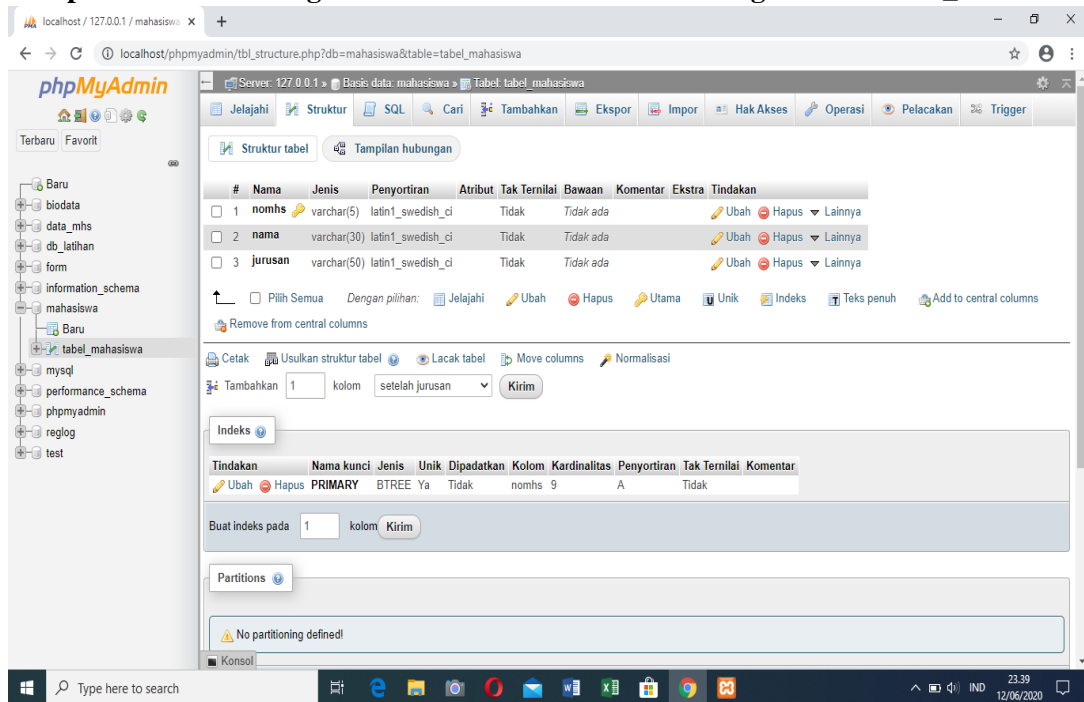 localhost / 127.0.0.1 / mahasiswa
localhost/phpmyadmin/tbl_structure.php?db=mahasiswa&table=tabel_mahasiswa
phpMyAdmin
Terbaru Favorit
Baru
biodata
data_mhs
db_latihan
form
information_schema
mahasiswa
Baru
tabel_mahasiswa
mysql
performance_schema
phpmyadmin
reglog
test
Server: 127.0.0.1 » Basis data: mahasiswa » Tabel: tabel_mahasiswa
Jelajahi Struktur SQL Cari Tambahkan Ekspor Impor Hak Akses Operasi Pelacakan Trigger
Struktur tabel Tampilan hubungan
# Nama Jenis Penyortiran Atribut Tak Ternilai Bawaan Komentar Ekstra Tindakan
1 nomhs varchar(5) latin1_swedish_ci Tidak Tidak ada Ubah Hapus Lainnya
2 nama varchar(30) latin1_swedish_ci Tidak Tidak ada Ubah Hapus Lainnya
3 jurusan varchar(50) latin1_swedish_ci Tidak Tidak ada Ubah Hapus Lainnya
Pilih Semua Dengan pilihan: Jelajahi Ubah Hapus Utama Unik Indeks Teks penuh Add to central columns
Remove from central columns
Cetak Usulkan struktur tabel Lacak tabel Move columns Normalisasi
Tambahkan 1 kolom setelah jurusan Kirim
Indeks
Tindakan Nama kunci Jenis Unik Dipadatkan Kolom Kardinalitas Penyortiran Tak Ternilai Komentar
Ubah Hapus PRIMARY BTREE Ya Tidak nomhs 9 A Tidak
Buat indeks pada 1 kolom Kirim
Partitions
No partitioning defined!
Konsol
Type here to search
IND
23.39
12/06/2020